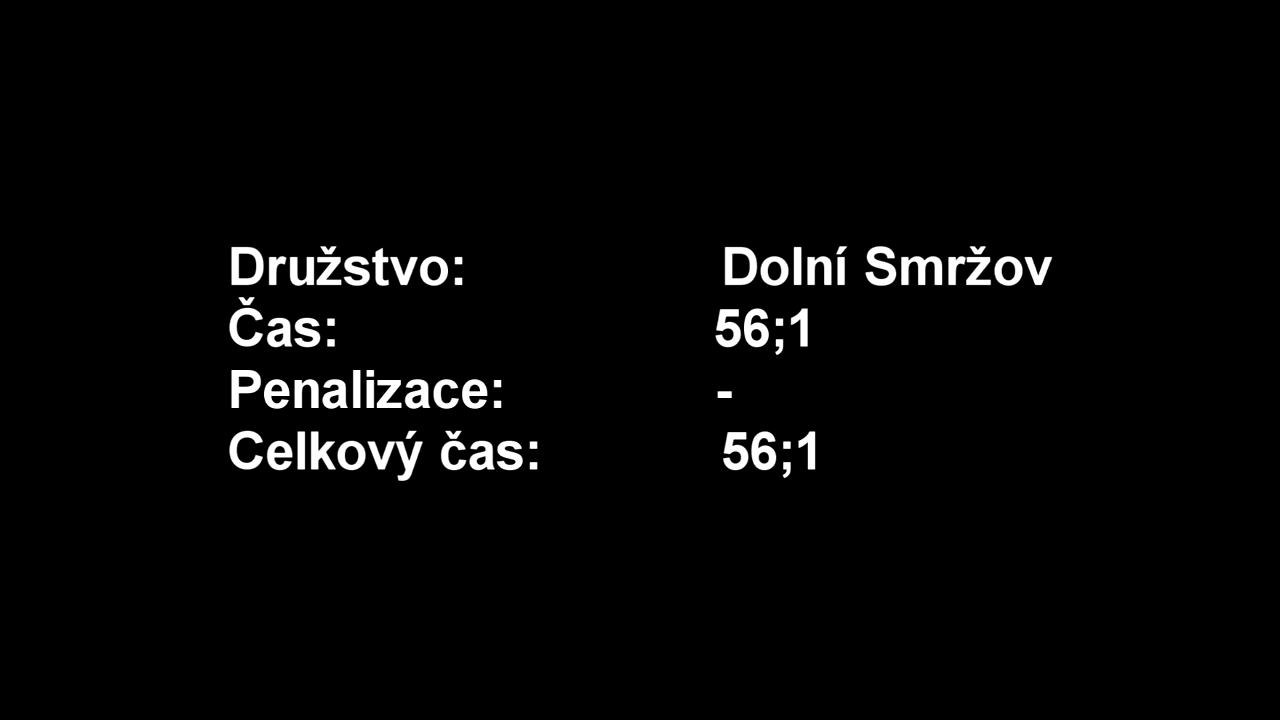 Družstvo: Dolní Smržov
Čas: 56;1
Penalizace: -
Celkový čas: 56;1